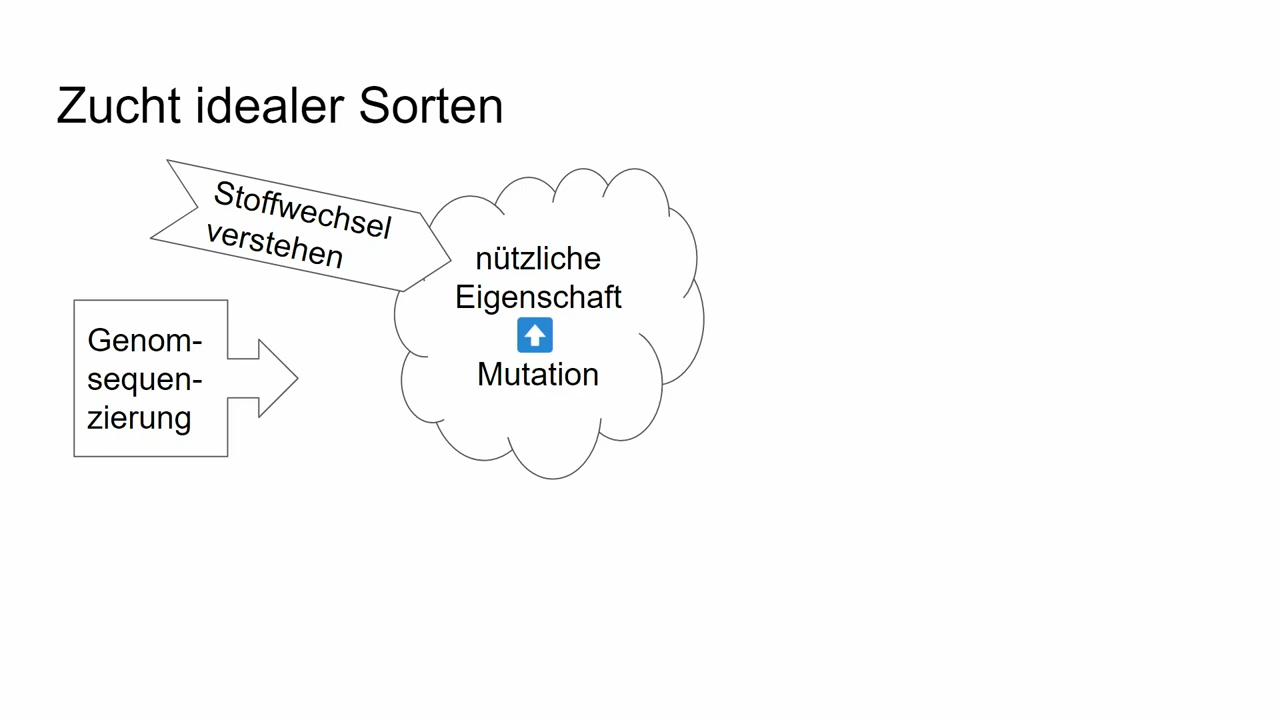 Zucht idealer Sorten
Stoffwechsel
verstehen
nützliche
Eigenschaft
⬆
Mutation
Genom-
sequen-
zierung